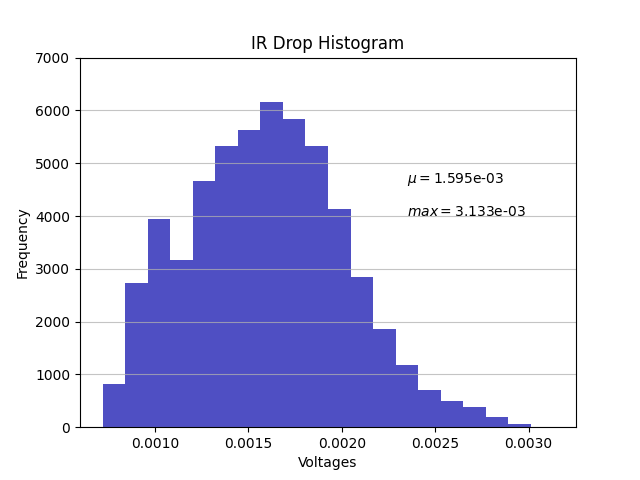 IR Drop Histogram
7000
6000
5000
4000
3000
2000
1000
0
Frequency
μ = 1.595e-03
max = 3.133e-03
0.0010 0.0015 0.0020 0.0025 0.0030
Voltages